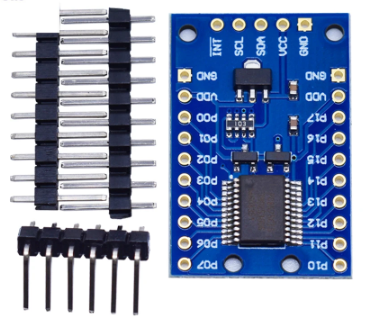 INT SCL SDA VCC GND
GND GND
VDD VDD
P00 P17
P01 P16
103
P02 P15
P03 P14
P04 P13
P05 P12
P06 P11
P07 P10